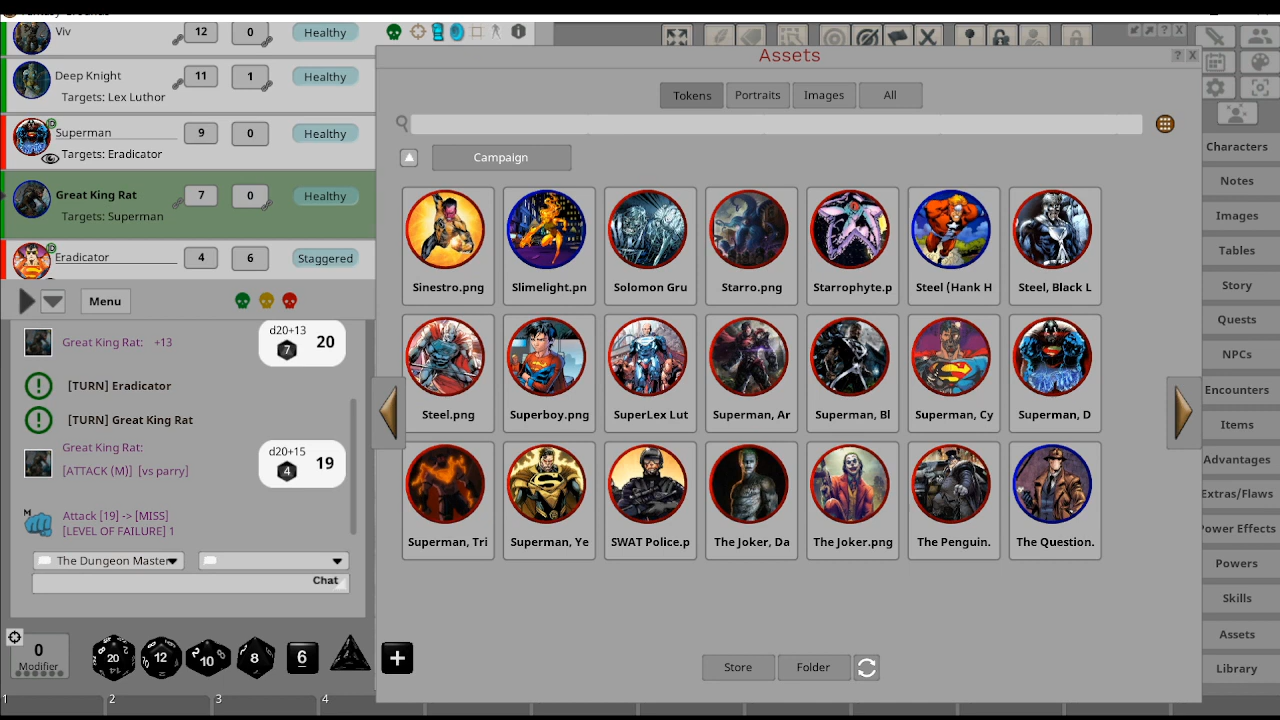 Viv
12
0
Healthy
Deep Knight
11
1
Healthy
Targets: Lex Luthor
Superman
9
0
Healthy
Targets: Eradicator
Great King Rat
7
0
Healthy
Targets: Superman
Eradicator
4
6
Staggered
Menu
Great King Rat: +13
d20+13
7
20
[TURN] Eradicator
[TURN] Great King Rat
Great King Rat:
[ATTACK (M)] [vs parry]
d20+15
4
19
M
Attack [19] -> [MISS]
[LEVEL OF FAILURE] 1
The Dungeon Master
Chat
0
Modifier
20
12
10
8
6
+
1
2
3
4
Assets
? X
? X
Tokens
Portraits
Images
All
Campaign
Sinestro.png
Slimelight.pn
Solomon Gru
Starro.png
Starrophyte.p
Steel (Hank H
Steel, Black L
Steel.png
Superboy.png
SuperLex Lut
Superman, Ar
Superman, Bl
Superman, Cy
Superman, D
Superman, Tri
Superman, Ye
SWAT Police.p
The Joker, Da
The Joker.png
The Penguin.
The Question.
Store
Folder
Characters
Notes
Images
Tables
Story
Quests
NPCs
Encounters
Items
Advantages
Extras/Flaws
Power Effects
Powers
Skills
Assets
Library